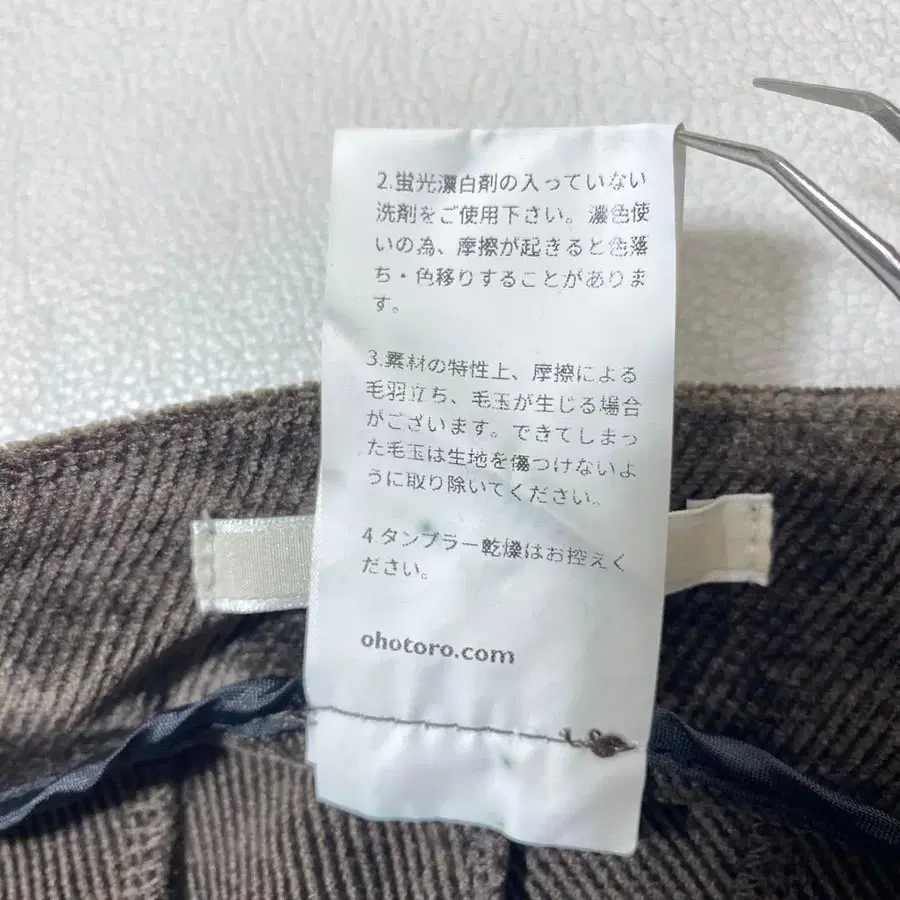 2.蛍光漂白剤の入っていない
洗剤をご使用下さい。濃色使
いの為、摩擦が起きると色落
ち・色移りすることがありま
す。
3.素材の特性上、摩擦による
毛羽立ち、毛玉が生じる場合
がございます。できてしまっ
た毛玉は生地を傷つけないよ
うに取り除いてください。
4.タンブラー乾燥はお控えく
ださい。
ohotoro.com